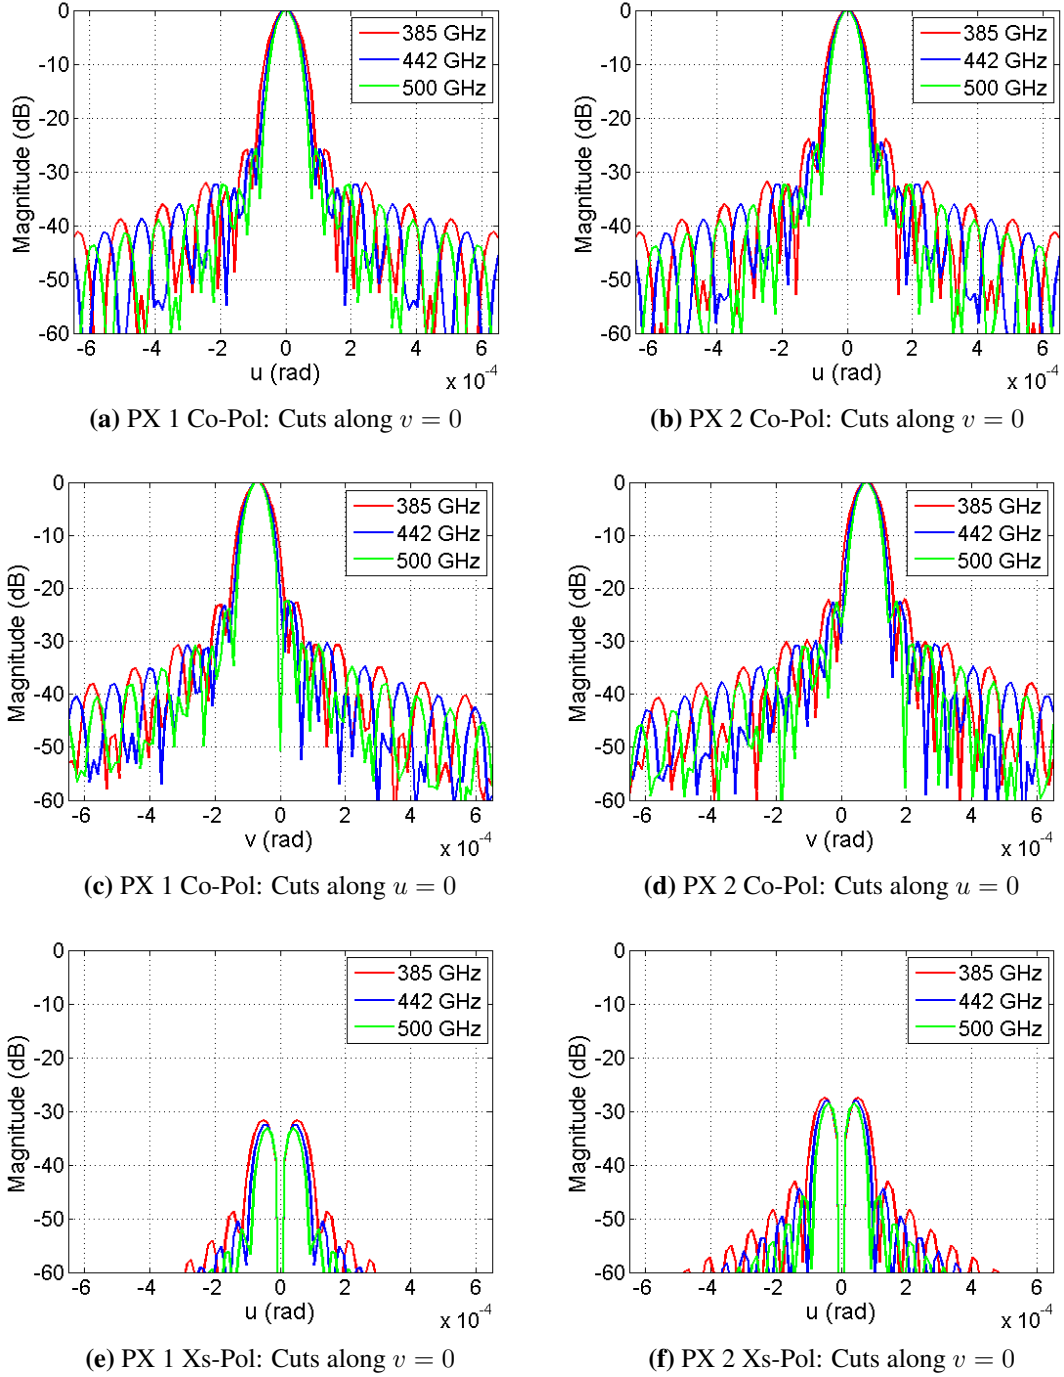 0
-10
-20
-30
-40
-50
-60
Magnitude (dB)
385 GHz
442 GHz
500 GHz
-6 -4 -2 0 2 4 6
u (rad)
x 10⁻⁴
(a) PX 1 Co-Pol: Cuts along v = 0
0
-10
-20
-30
-40
-50
-60
Magnitude (dB)
385 GHz
442 GHz
500 GHz
-6 -4 -2 0 2 4 6
u (rad)
x 10⁻⁴
(b) PX 2 Co-Pol: Cuts along v = 0
0
-10
-20
-30
-40
-50
-60
Magnitude (dB)
385 GHz
442 GHz
500 GHz
-6 -4 -2 0 2 4 6
v (rad)
x 10⁻⁴
(c) PX 1 Co-Pol: Cuts along u = 0
0
-10
-20
-30
-40
-50
-60
Magnitude (dB)
385 GHz
442 GHz
500 GHz
-6 -4 -2 0 2 4 6
v (rad)
x 10⁻⁴
(d) PX 2 Co-Pol: Cuts along u = 0
0
-10
-20
-30
-40
-50
-60
Magnitude (dB)
385 GHz
442 GHz
500 GHz
-6 -4 -2 0 2 4 6
u (rad)
x 10⁻⁴
(e) PX 1 Xs-Pol: Cuts along v = 0
0
-10
-20
-30
-40
-50
-60
Magnitude (dB)
385 GHz
442 GHz
500 GHz
-6 -4 -2 0 2 4 6
u (rad)
x 10⁻⁴
(f) PX 2 Xs-Pol: Cuts along v = 0